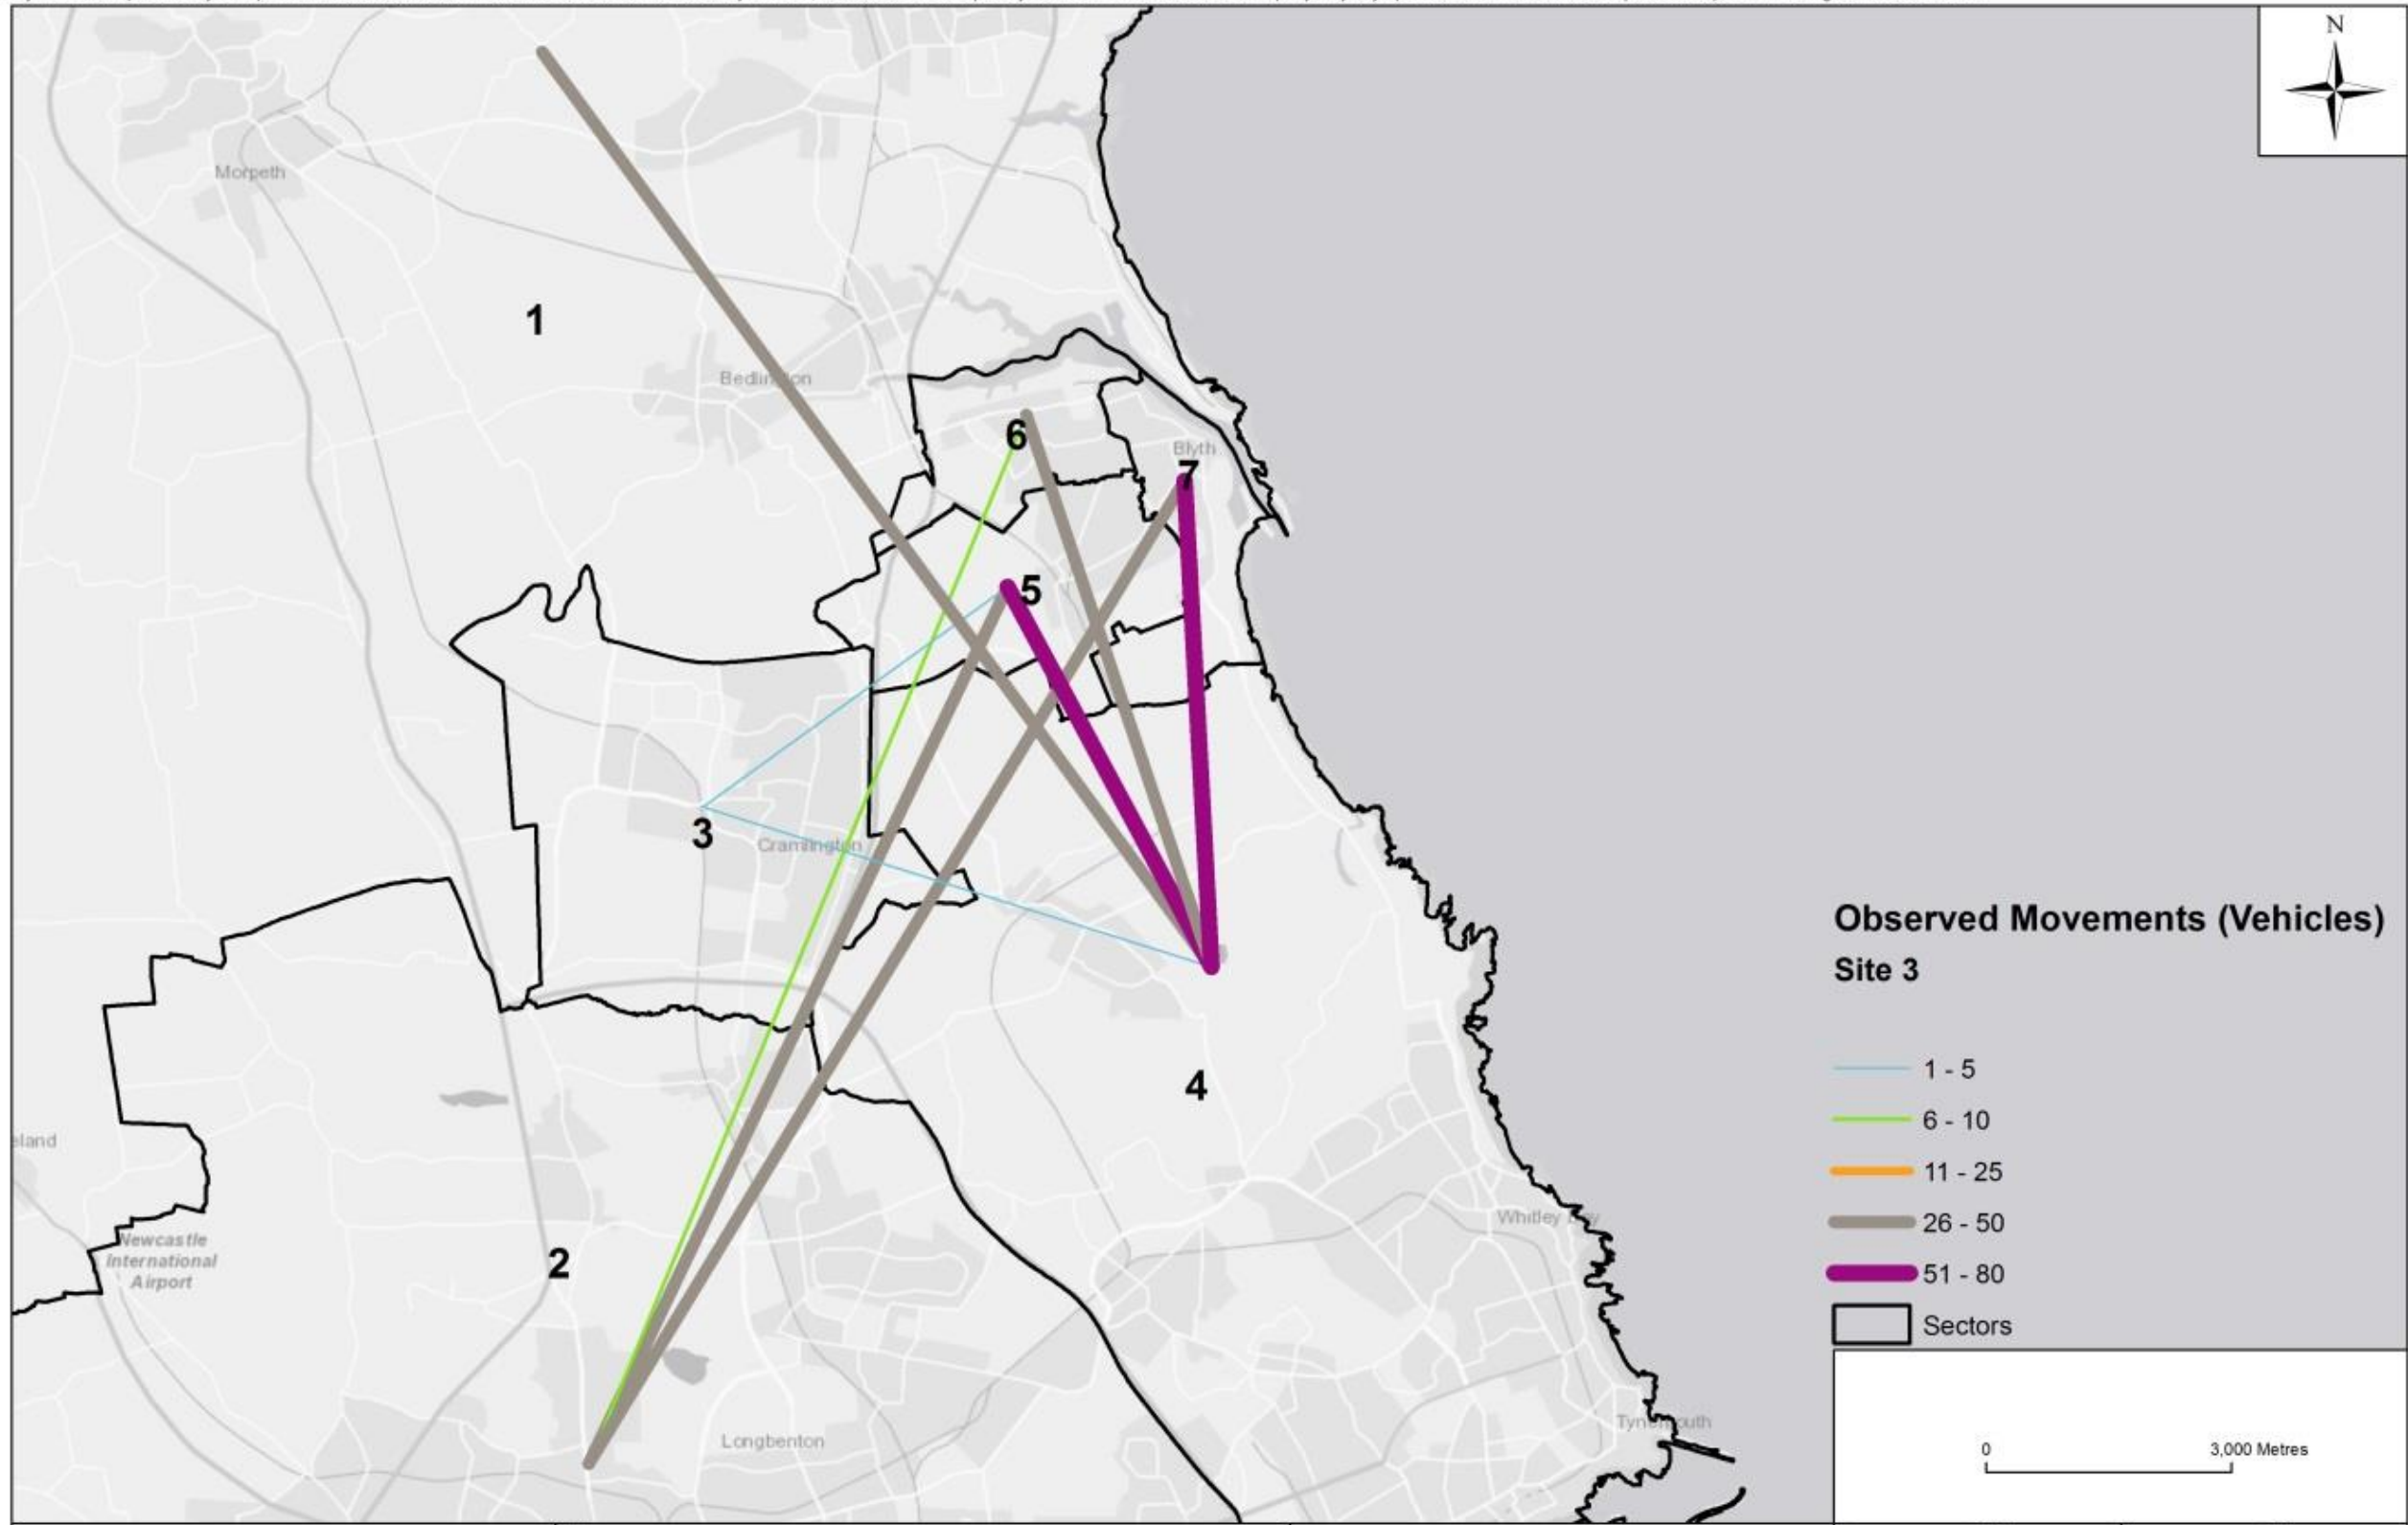 N
Morpeth
1
Bedlington
6
Blyth
7
5
3
Cramlington
Observed Movements (Vehicles)
Site 3
1 - 5
4
6 - 10
eland
11 - 25
Whitley Bay
26 - 50
Newcastle
International
Airport
2
51 - 80
Sectors
Tynemouth
Longbenton
0 3,000 Metres